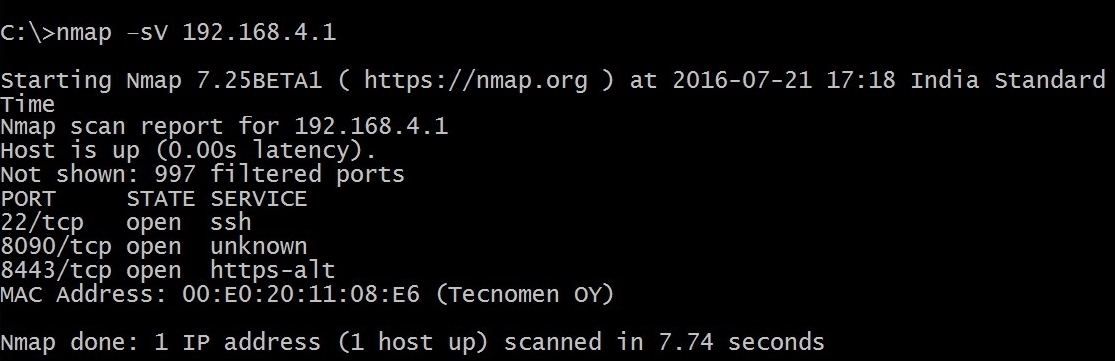 C:\>nmap –sV 192.168.4.1
Starting Nmap 7.25BETA1 ( https://nmap.org ) at 2016-07-21 17:18 India Standard
Time
Nmap scan report for 192.168.4.1
Host is up (0.00s latency).
Not shown: 997 filtered ports
PORT     STATE SERVICE
22/tcp   open  ssh
8090/tcp open  unknown
8443/tcp open  https-alt
MAC Address: 00:E0:20:11:08:E6 (Tecnomen OY)
Nmap done: 1 IP address (1 host up) scanned in 7.74 seconds